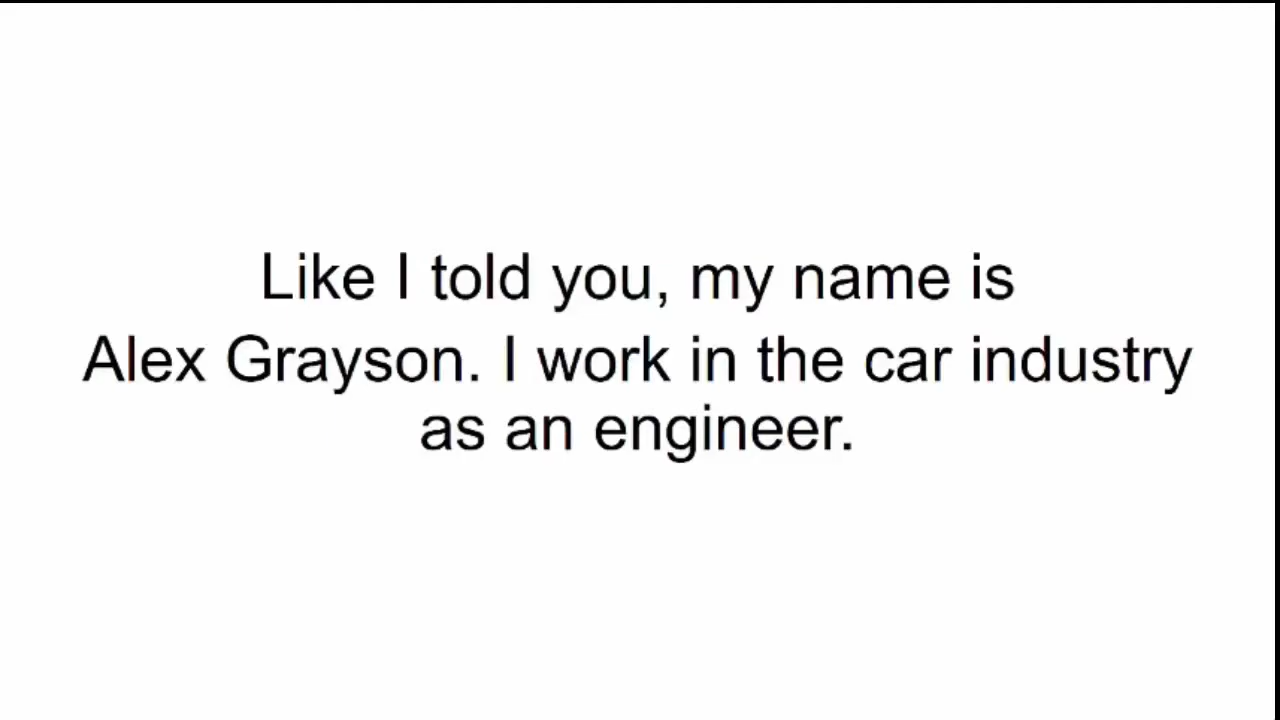 Like I told you, my name is
Alex Grayson. I work in the car industry
as an engineer.